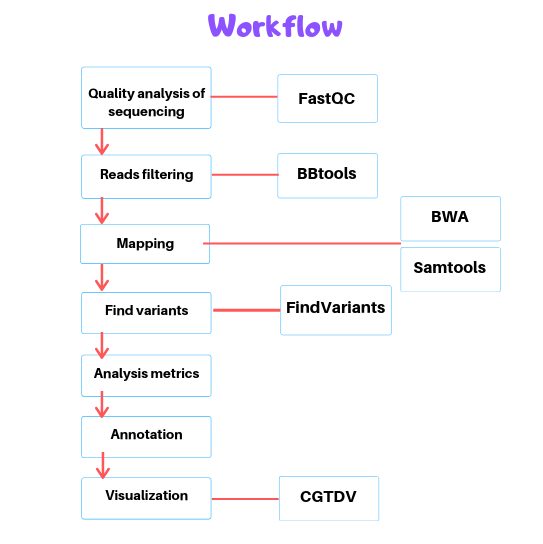 Workflow
Quality analysis of
sequencing
FastQC
Reads filtering
BBtools
Mapping
BWA
Samtools
Find variants
FindVariants
Analysis metrics
Annotation
Visualization
CGTDV